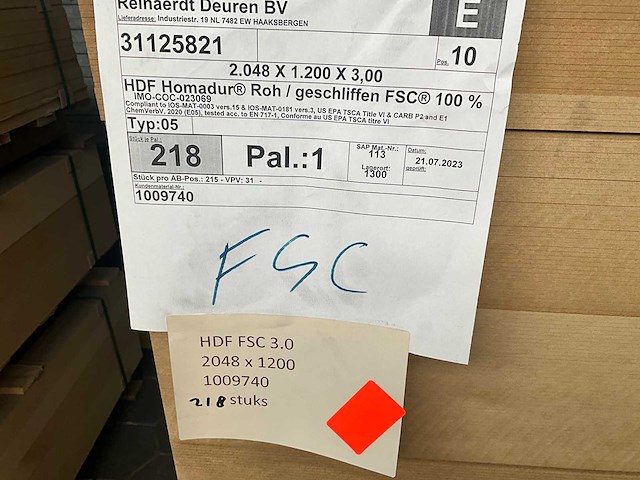 Reinaerdt Deuren BV
Lieferadresse: Industriestr. 19 NL 7482 EW HAAKSBERGEN
E
31125821
Pos. 10
2.048 X 1.200 X 3,00
HDF Homadur® Roh / geschliffen FSC® 100 %
IMO-COC-023069
Compliant to IOS-MAT-0003 vers.15 & IOS-MAT-0181 vers.3, US EPA TSCA Title VI & CARB P2 and E1
ChemVerbV. 2020 (E05), tested acc. to EN 717-1, Conforme au US EPA TSCA titre VI
Typ:05
Stück je Pal.:
218
Pal.:1
SAP Mat.-Nr.:
113
Lagerort:
1300
Datum:
21.07.2023
geprüft:
Stück pro AB-Pos.: 215 - VPV: 31 -
Kundenmaterial-Nr.:
1009740
FSC
HDF FSC 3.0
2048 x 1200
1009740
218 stuks